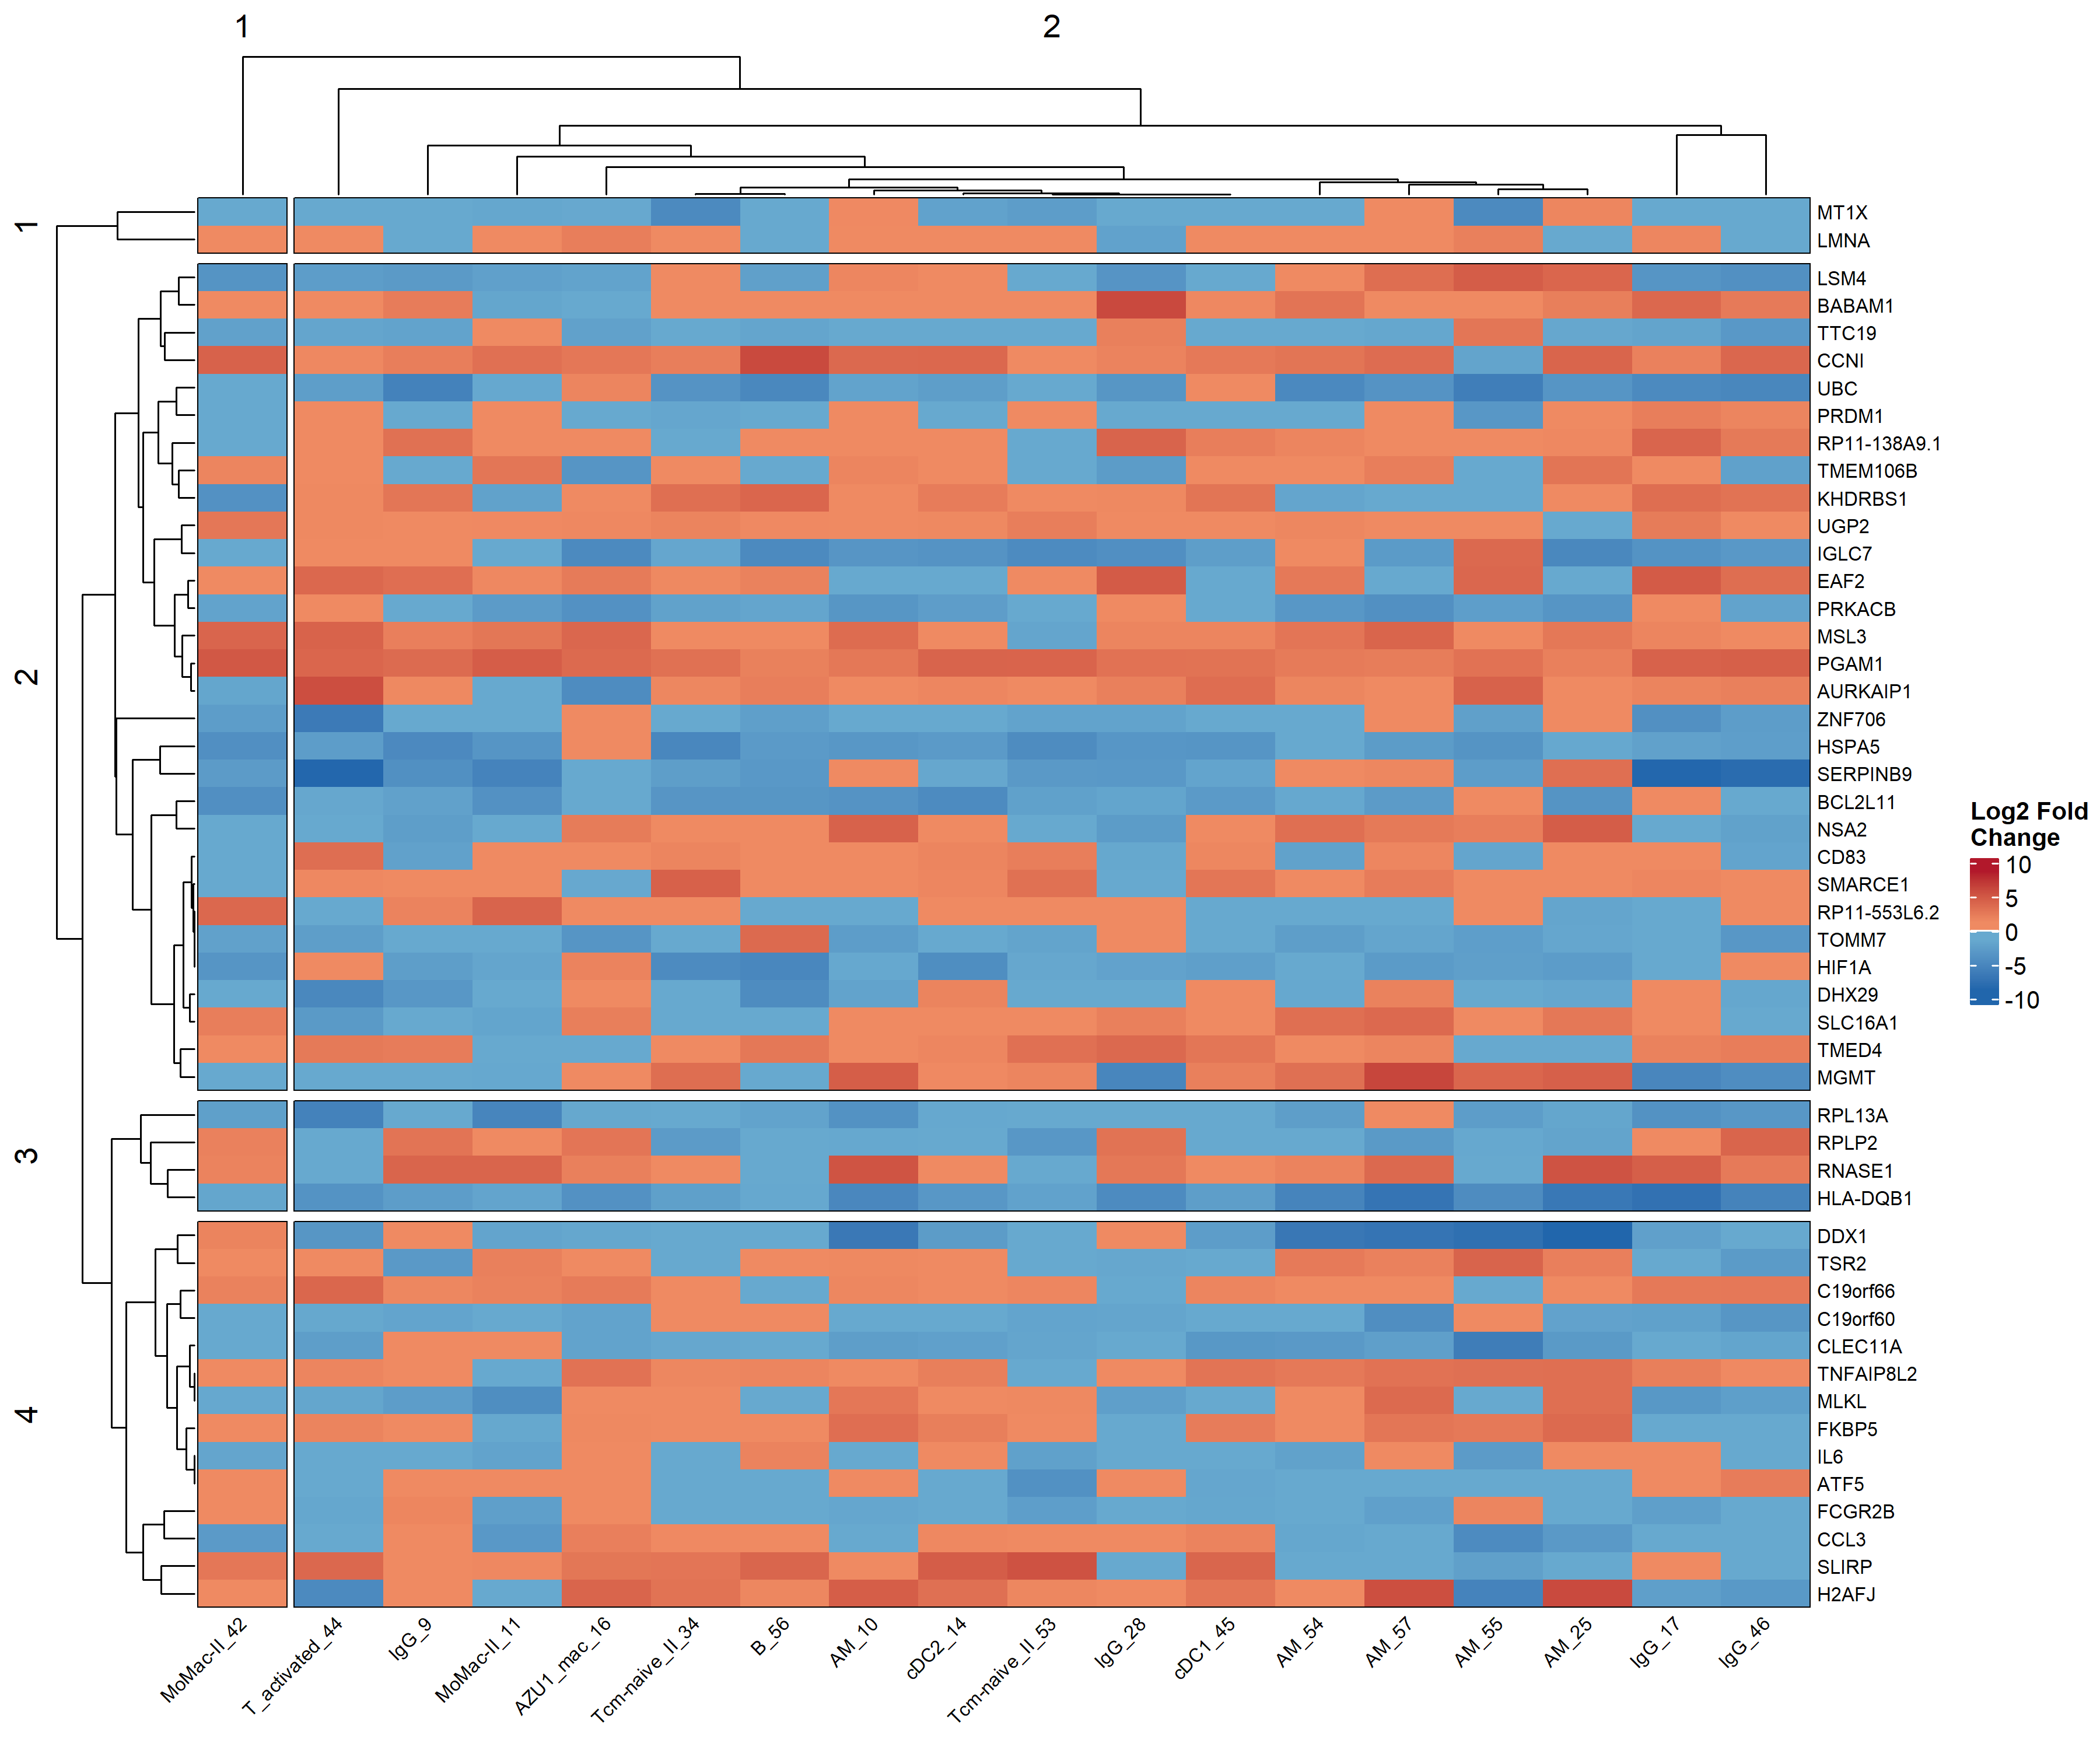 1
2
1
2
3
4
MT1X
LMNA
LSM4
BABAM1
TTC19
CCNI
UBC
PRDM1
RP11-138A9.1
TMEM106B
KHDRBS1
UGP2
IGLC7
EAF2
PRKACB
MSL3
PGAM1
AURKAIP1
ZNF706
HSPA5
SERPINB9
BCL2L11
NSA2
CD83
SMARCE1
RP11-553L6.2
TOMM7
HIF1A
DHX29
SLC16A1
TMED4
MGMT
RPL13A
RPLP2
RNASE1
HLA-DQB1
DDX1
TSR2
C19orf66
C19orf60
CLEC11A
TNFAIP8L2
MLKL
FKBP5
IL6
ATF5
FCGR2B
CCL3
SLIRP
H2AFJ
MoMac-II_42
T_activated_44
IgG_9
MoMac-II_11
AZU1_mac_16
Tcm-naive_II_34
B_56
AM_10
cDC2_14
Tcm-naive_II_53
IgG_28
cDC1_45
AM_54
AM_57
AM_55
AM_25
IgG_17
IgG_46
Log2 Fold
Change
10
5
0
-5
-10